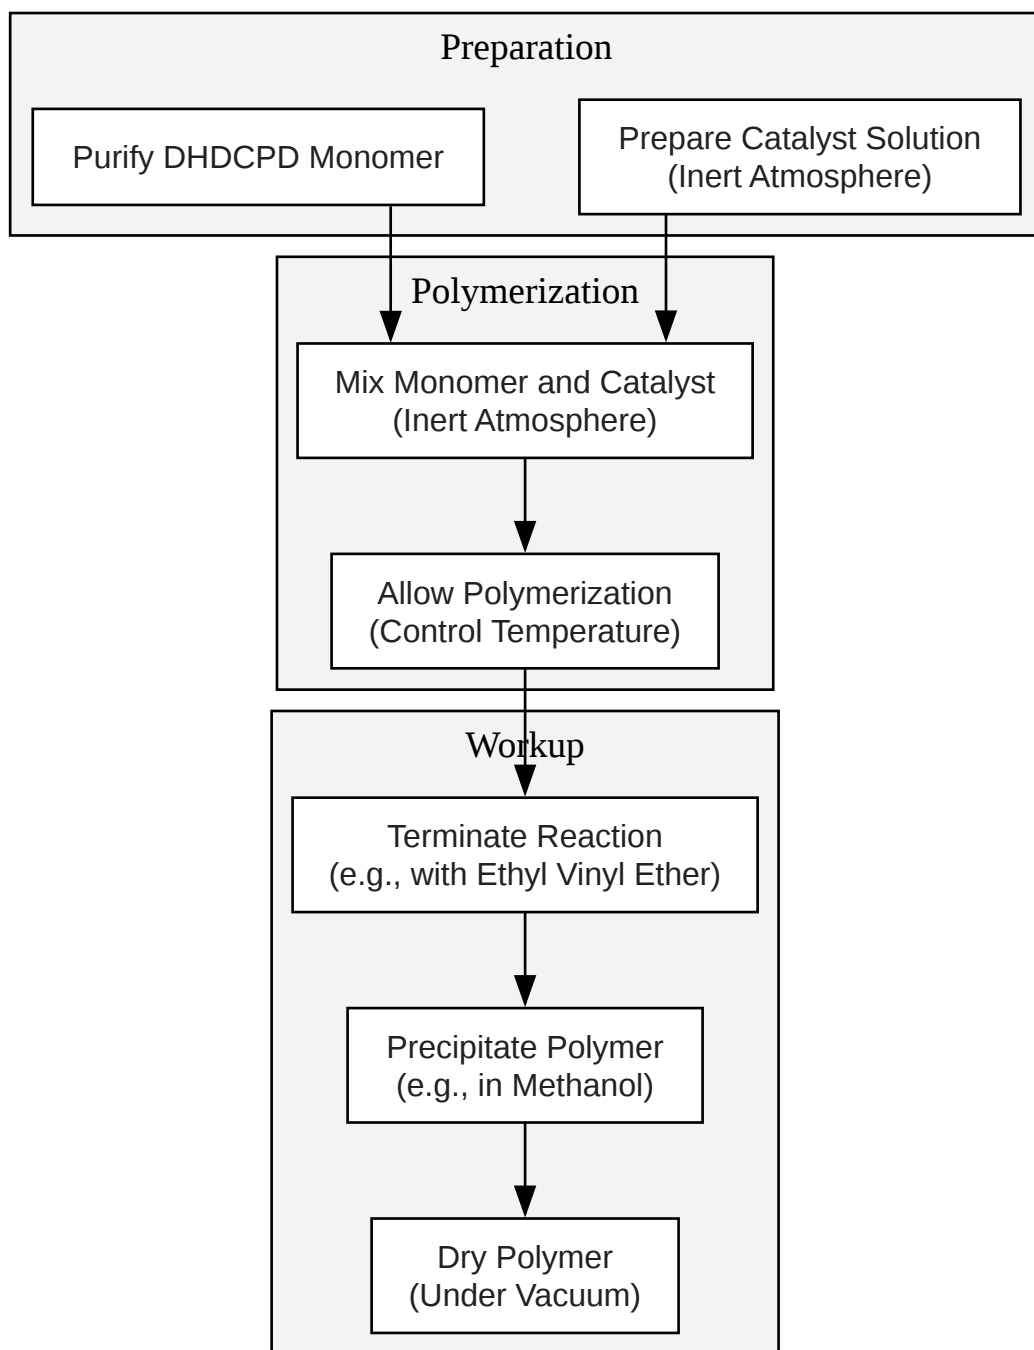 Preparation
Purify DHDCPD Monomer
Prepare Catalyst Solution
(Inert Atmosphere)
Polymerization
Mix Monomer and Catalyst
(Inert Atmosphere)
Allow Polymerization
(Control Temperature)
Workup
Terminate Reaction
(e.g., with Ethyl Vinyl Ether)
Precipitate Polymer
(e.g., in Methanol)
Dry Polymer
(Under Vacuum)